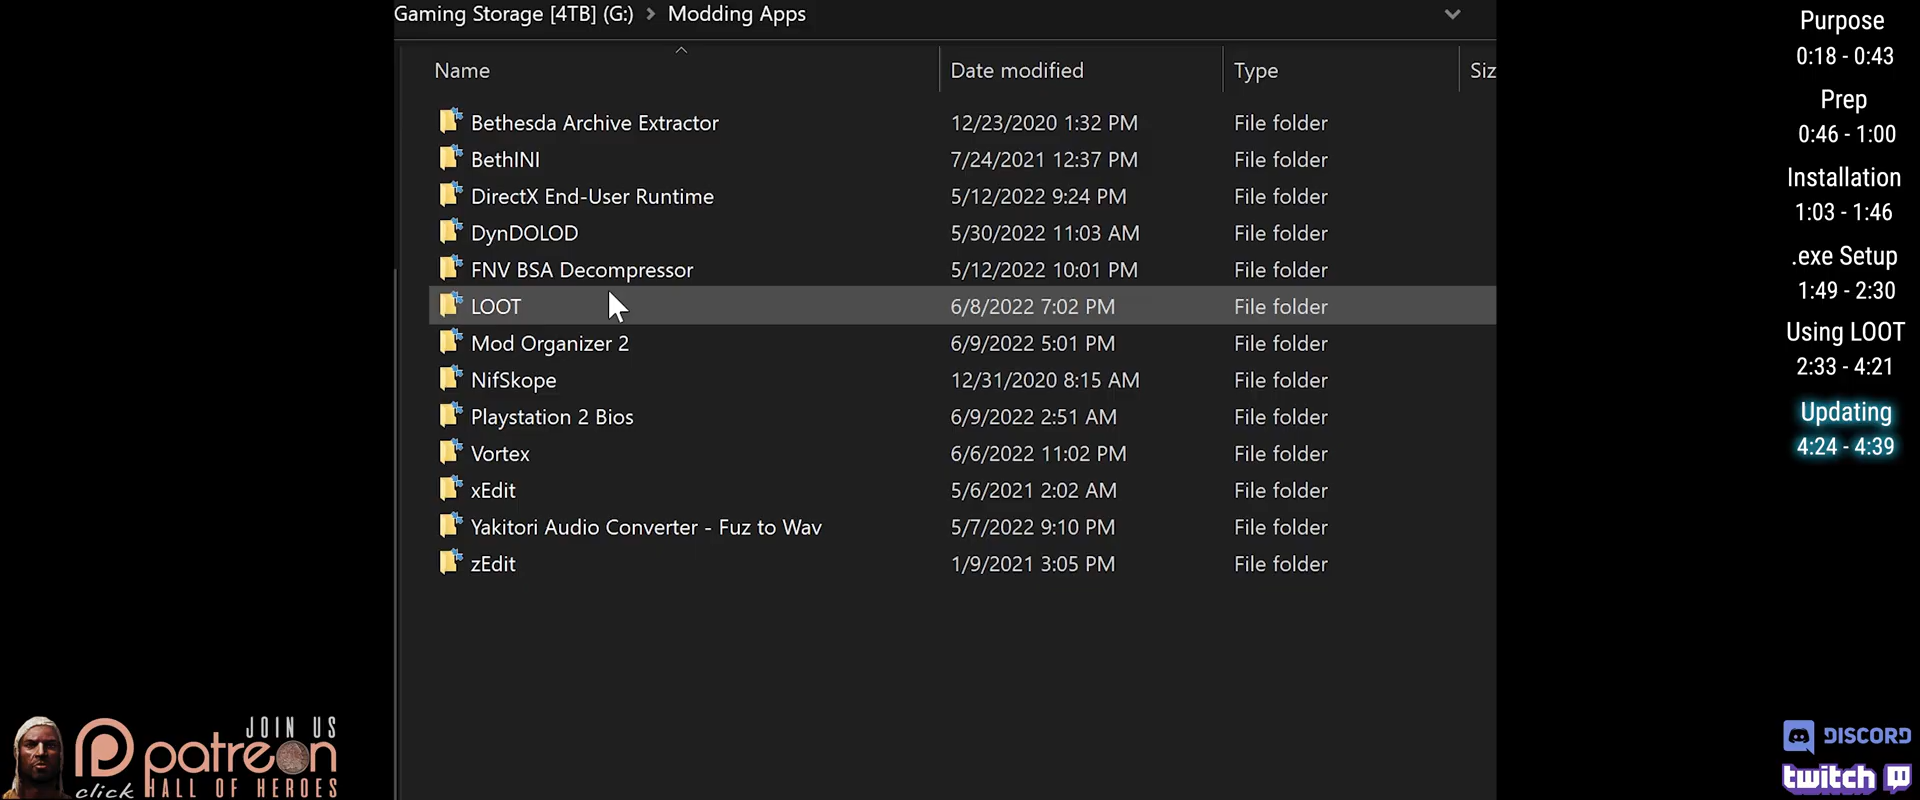 Gaming Storage [4TB] (G:) > Modding Apps
Name Date modified Type Siz
Bethesda Archive Extractor 12/23/2020 1:32 PM File folder
BethINI 7/24/2021 12:37 PM File folder
DirectX End-User Runtime 5/12/2022 9:24 PM File folder
DynDOLOD 5/30/2022 11:03 AM File folder
FNV BSA Decompressor 5/12/2022 10:01 PM File folder
LOOT 6/8/2022 7:02 PM File folder
Mod Organizer 2 6/9/2022 5:01 PM File folder
NifSkope 12/31/2020 8:15 AM File folder
Playstation 2 Bios 6/9/2022 2:51 AM File folder
Vortex 6/6/2022 11:02 PM File folder
xEdit 5/6/2021 2:02 AM File folder
Yakitori Audio Converter - Fuz to Wav 5/7/2022 9:10 PM File folder
zEdit 1/9/2021 3:05 PM File folder
Purpose
0:18 - 0:43
Prep
0:46 - 1:00
Installation
1:03 - 1:46
.exe Setup
1:49 - 2:30
Using LOOT
2:33 - 4:21
Updating
4:24 - 4:39
JOIN US
patreon
click HALL OF HEROES
DISCORD
twitch